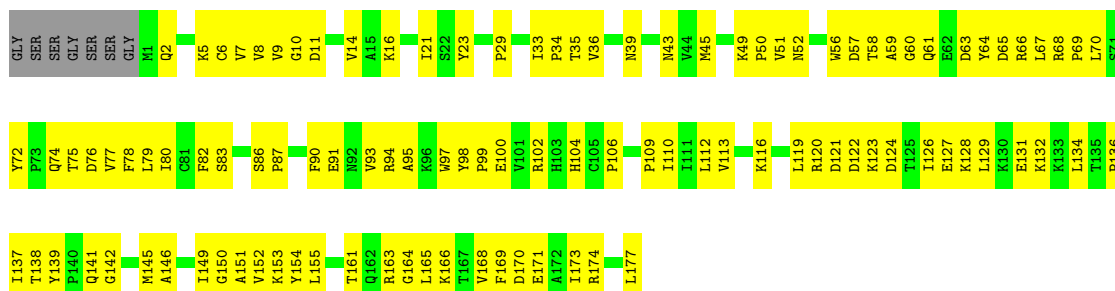 GLY SER SER GLY SER SER GLY M1 Q2 K5 C6 V7 V8 V9 G10 D11 V14 A15 K16 I21 S22 Y23 P29 I33 P34 T35 V36 N39 N43 V44 M45 K49 P50 V51 N52 W56 D57 T58 A59 G60 Q61 E62 D63 Y64 D65 R66 L67 R68 P69 L70 S71
Y72 P73 Q74 T75 D76 V77 F78 L79 I80 C81 F82 S83 S86 P87 F90 E91 N92 V93 R94 A95 K96 W97 Y98 P99 E100 V101 R102 H103 H104 C105 P106 P109 I110 I111 L112 V113 K116 L119 R120 D121 D122 K123 D124 T125 I126 E127 K128 L129 K130 E131 K132 K133 L134 T135 P136
I137 T138 Y139 P140 Q141 G142 M145 A146 I149 G150 A151 V152 K153 Y154 L155 T161 Q162 R163 G164 L165 K166 T167 V168 F169 D170 E171 A172 I173 R174 L177